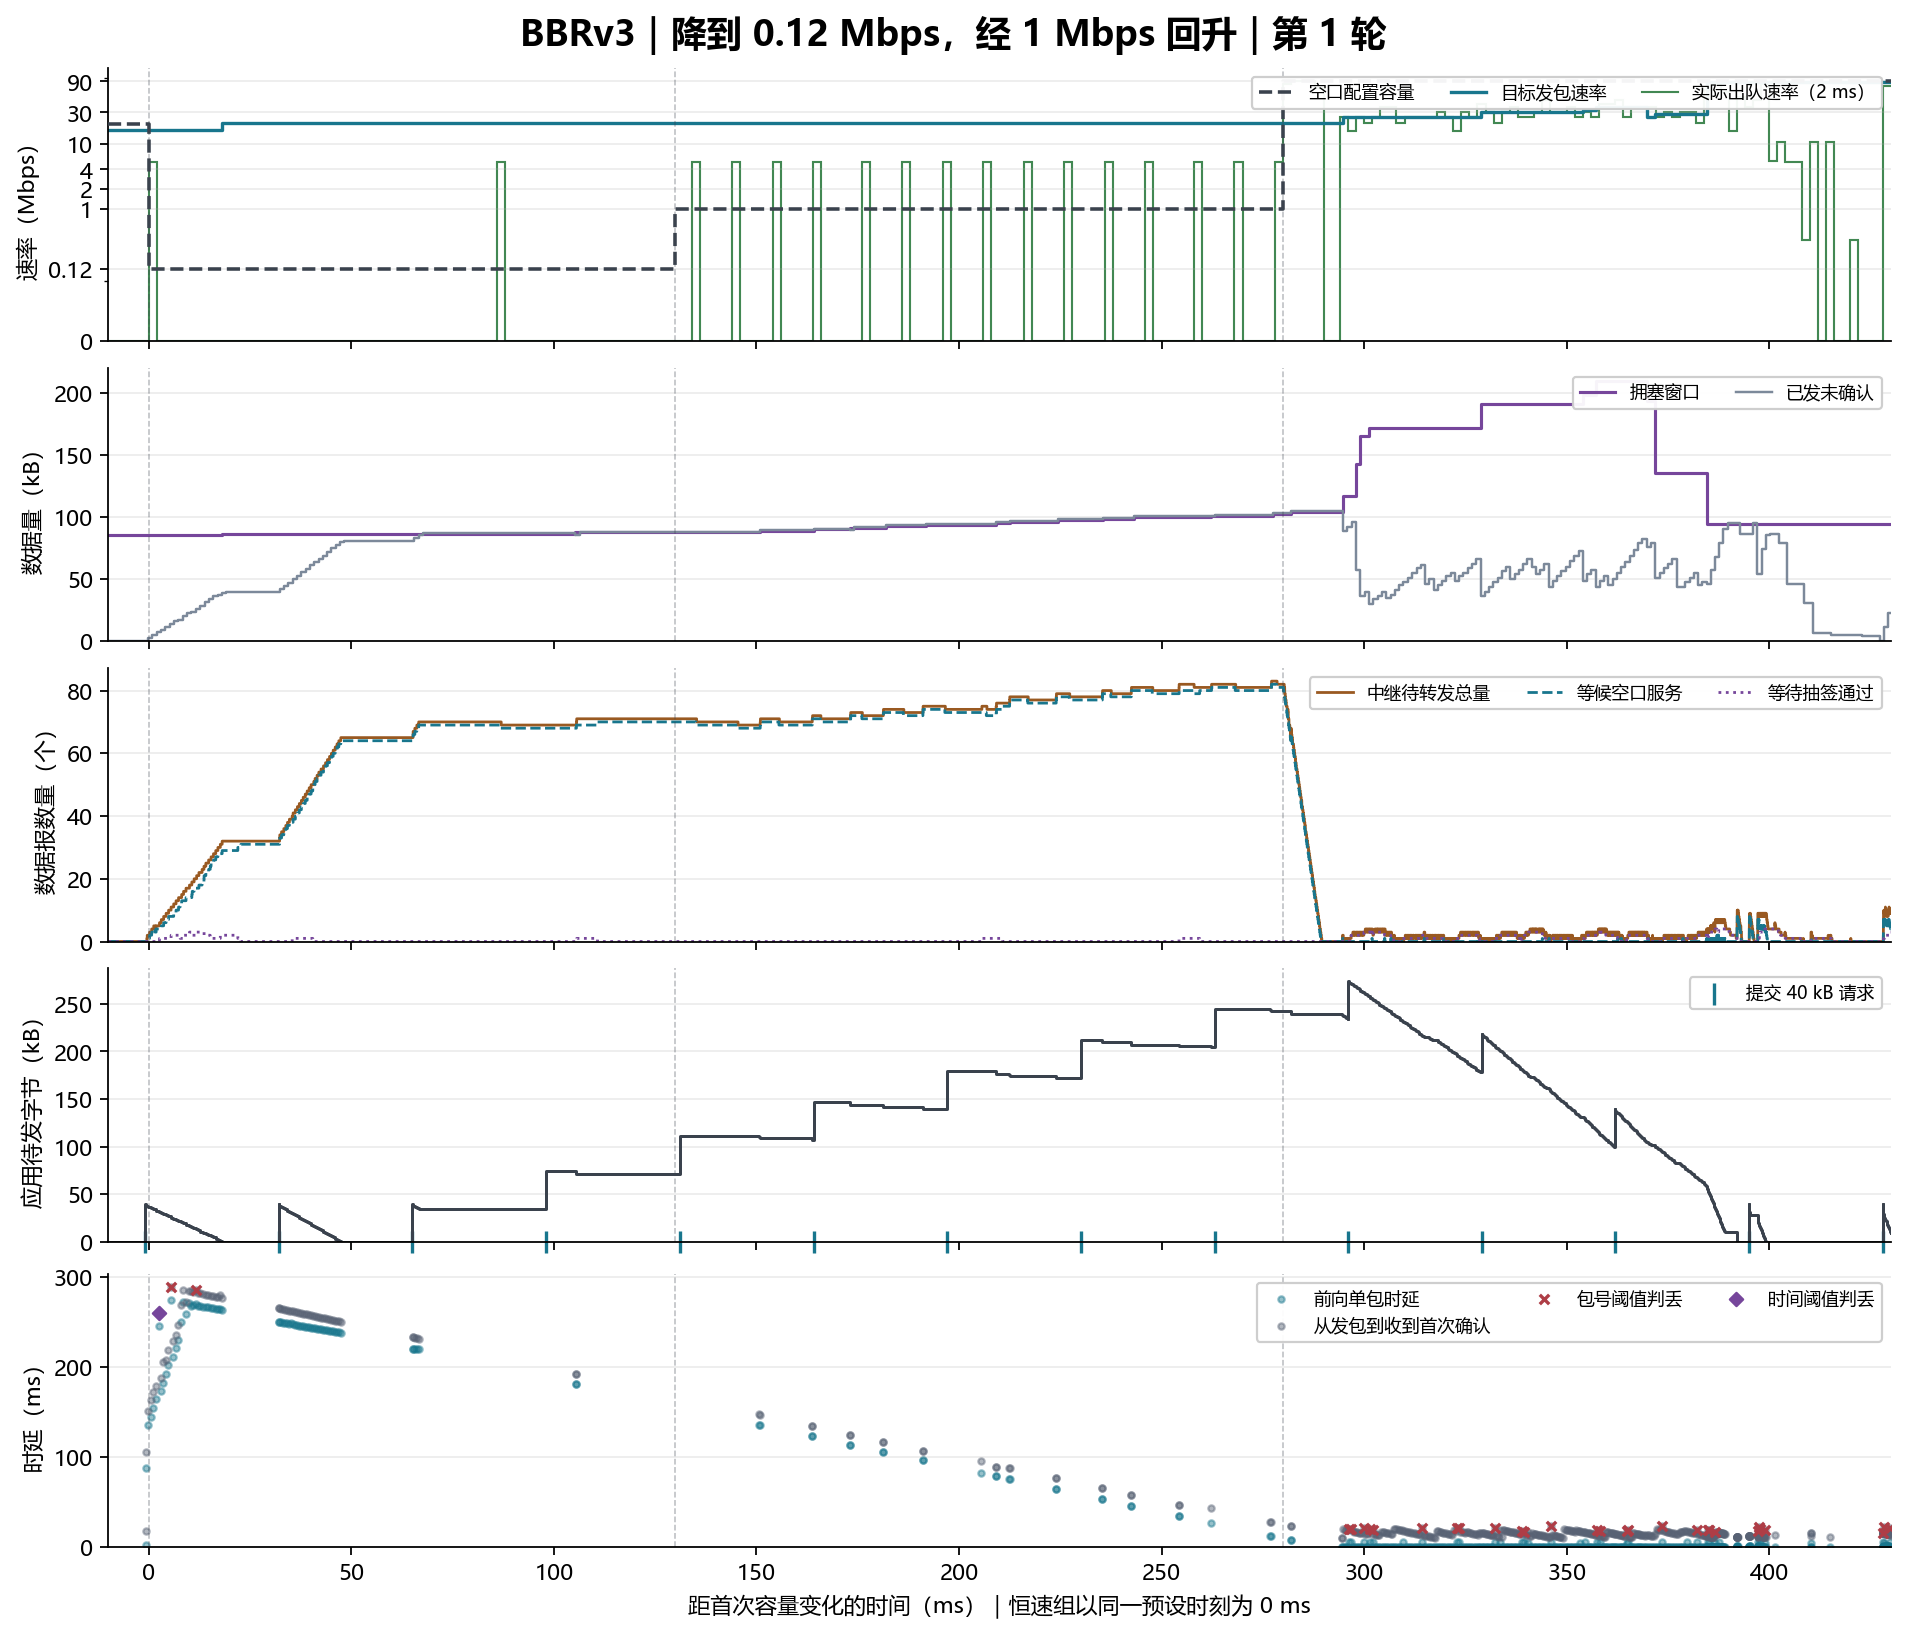 BBRv3 | 降到 0.12 Mbps，经 1 Mbps 回升 | 第 1 轮
空口配置容量 目标发包速率 实际出队速率（2 ms）
速率（Mbps）
90
30
10
4
2
1
0.12
0
拥塞窗口 已发未确认
数据量（kB）
200
150
100
50
0
中继待转发总量 等候空口服务 等待抽签通过
数据报数量（个）
80
60
40
20
0
提交 40 kB 请求
应用待发字节（kB）
250
200
150
100
50
0
前向单包时延 包号阈值判丢 时间阈值判丢
从发包到收到首次确认
时延（ms）
300
200
100
0
0 50 100 150 200 250 300 350 400
距首次容量变化的时间（ms）｜恒速组以同一预设时刻为 0 ms